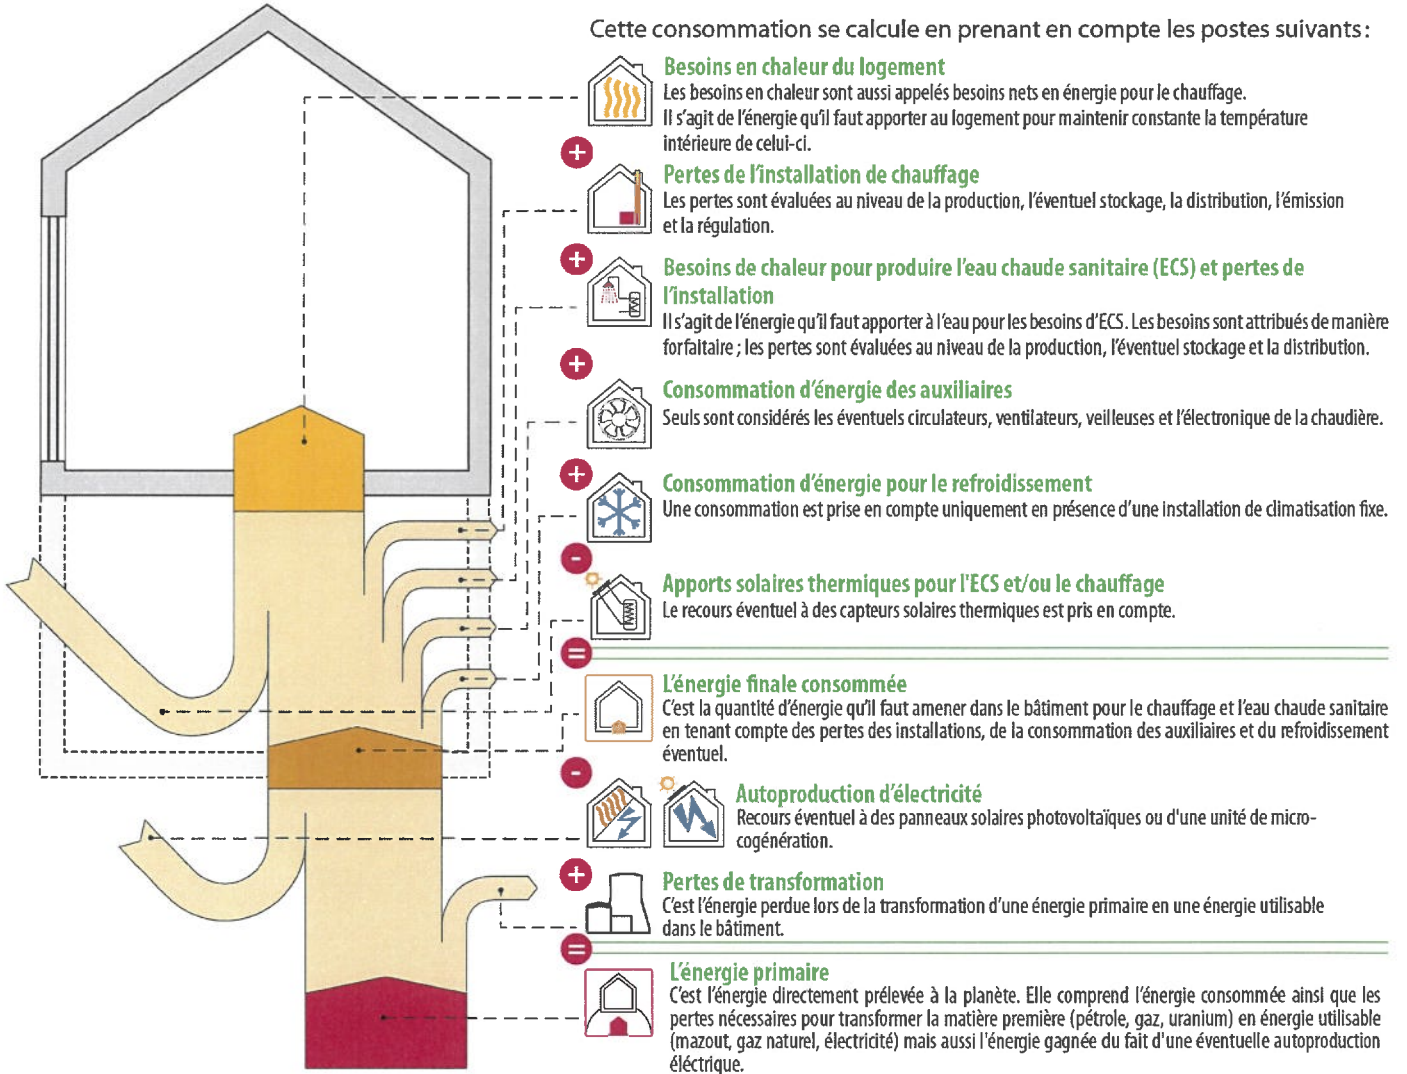 Cette consommation se calcule en prenant en compte les postes suivants :
Besoins en chaleur du logement
Les besoins en chaleur sont aussi appelés besoins nets en énergie pour le chauffage.
Il s'agit de l'énergie qu'il faut apporter au logement pour maintenir constante la température
intérieure de celui-ci.
+
Pertes de l'installation de chauffage
Les pertes sont évaluées au niveau de la production, l'éventuel stockage, la distribution, l'émission
et la régulation.
+
Besoins de chaleur pour produire l'eau chaude sanitaire (ECS) et pertes de
l'installation
Il s'agit de l'énergie qu'il faut apporter à l'eau pour les besoins d'ECS. Les besoins sont attribués de manière
forfaitaire ; les pertes sont évaluées au niveau de la production, l'éventuel stockage et la distribution.
+
Consommation d'énergie des auxiliaires
Seuls sont considérés les éventuels circulateurs, ventilateurs, veilleuses et l'électronique de la chaudière.
+
Consommation d'énergie pour le refroidissement
Une consommation est prise en compte uniquement en présence d'une installation de climatisation fixe.
-
Apports solaires thermiques pour l'ECS et/ou le chauffage
Le recours éventuel à des capteurs solaires thermiques est pris en compte.
=
L'énergie finale consommée
C'est la quantité d'énergie qu'il faut amener dans le bâtiment pour le chauffage et l'eau chaude sanitaire
en tenant compte des pertes des installations, de la consommation des auxiliaires et du refroidissement
éventuel.
-
Autoproduction d'électricité
Recours éventuel à des panneaux solaires photovoltaïques ou d'une unité de micro-
cogénération.
+
Pertes de transformation
C'est l'énergie perdue lors de la transformation d'une énergie primaire en une énergie utilisable
dans le bâtiment.
=
L'énergie primaire
C'est l'énergie directement prélevée à la planète. Elle comprend l'énergie consommée ainsi que les
pertes nécessaires pour transformer la matière première (pétrole, gaz, uranium) en énergie utilisable
(mazout, gaz naturel, électricité) mais aussi l'énergie gagnée du fait d'une éventuelle autoproduction
éléctrique.